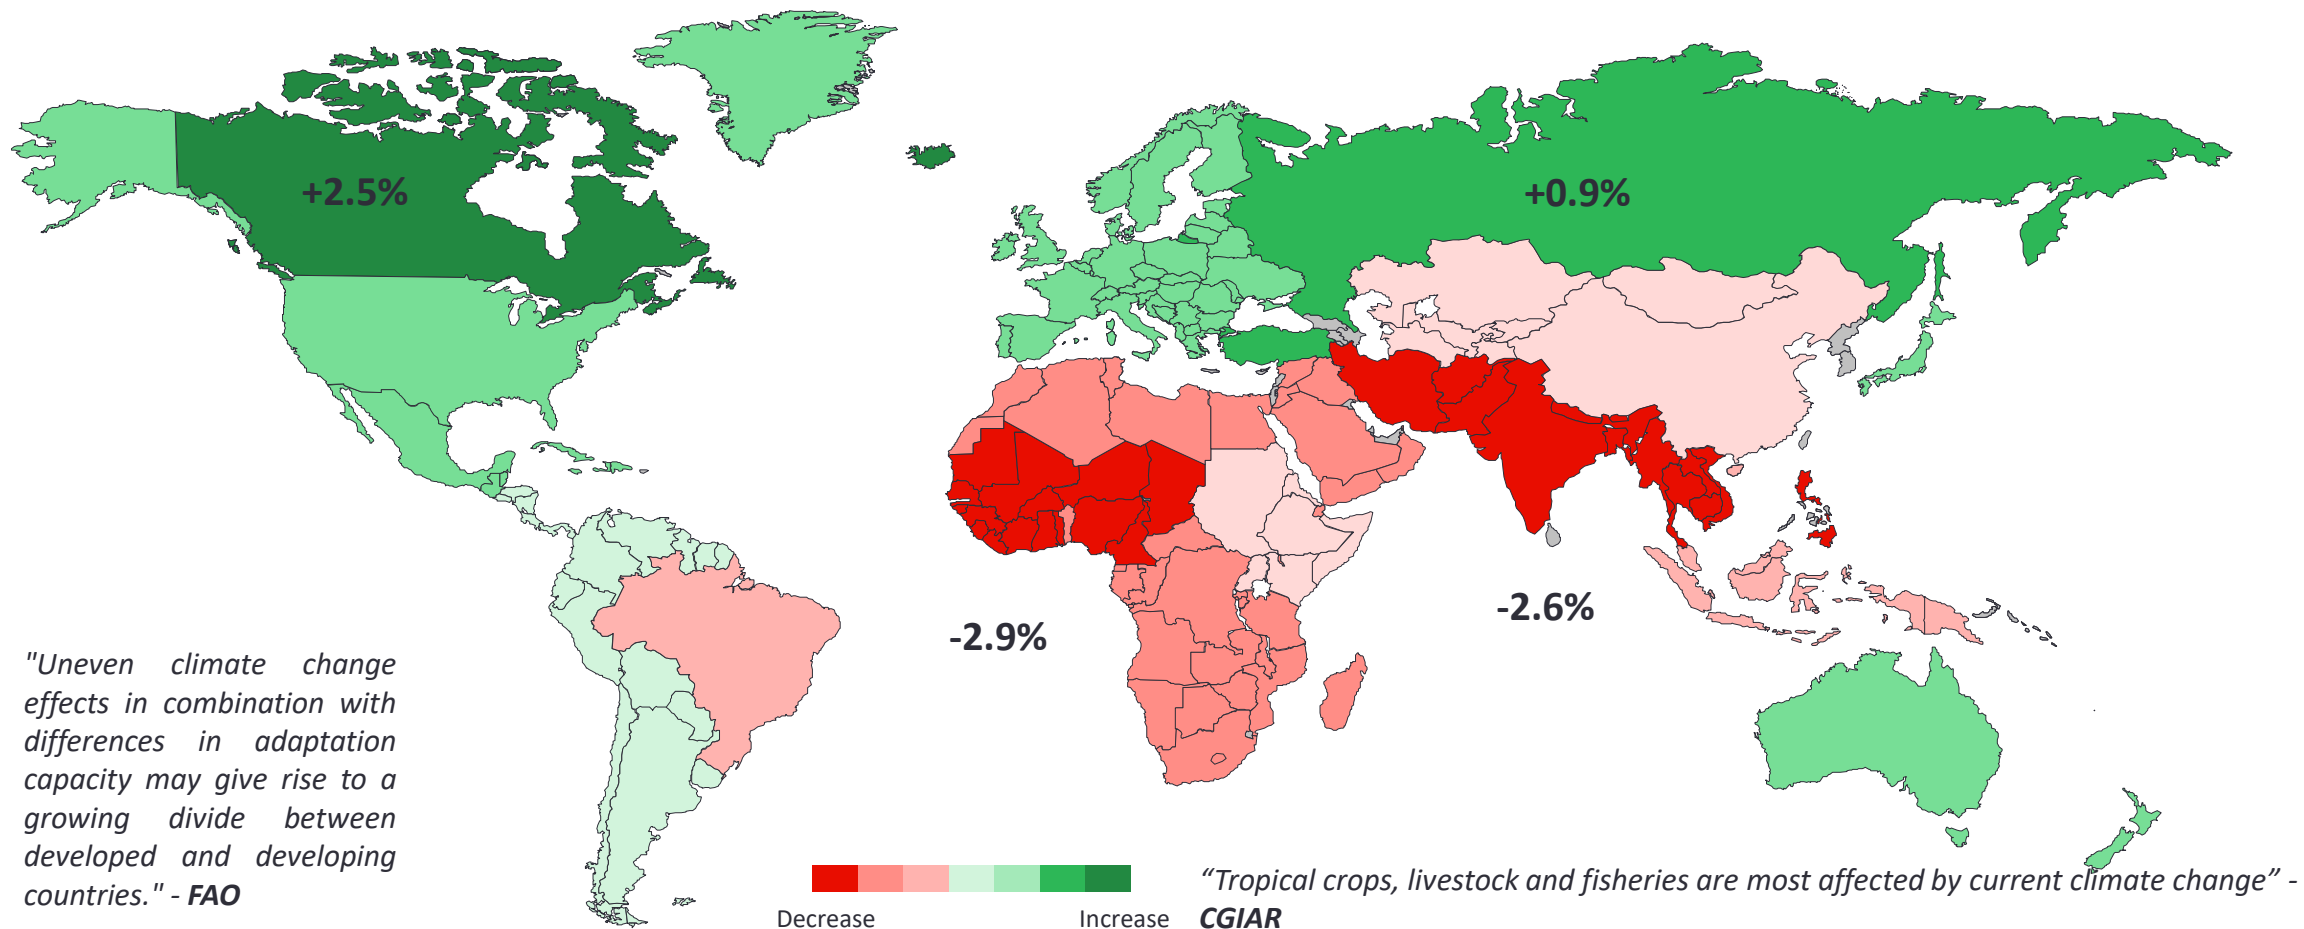 +2.5%
+0.9%
-2.9%
-2.6%
"Uneven climate change
effects in combination with
differences in adaptation
capacity may give rise to a
growing divide between
developed and developing
countries." - FAO
Decrease
Increase
“Tropical crops, livestock and fisheries are most affected by current climate change” -
CGIAR